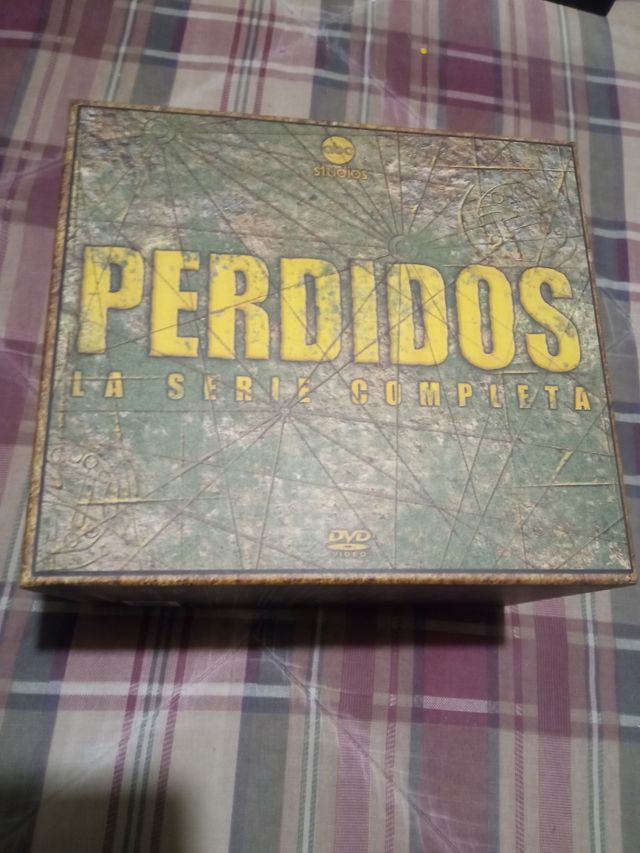 abc
STUDIOS
PERDIDOS
LA SERIE COMPLETA
DVD
VIDEO